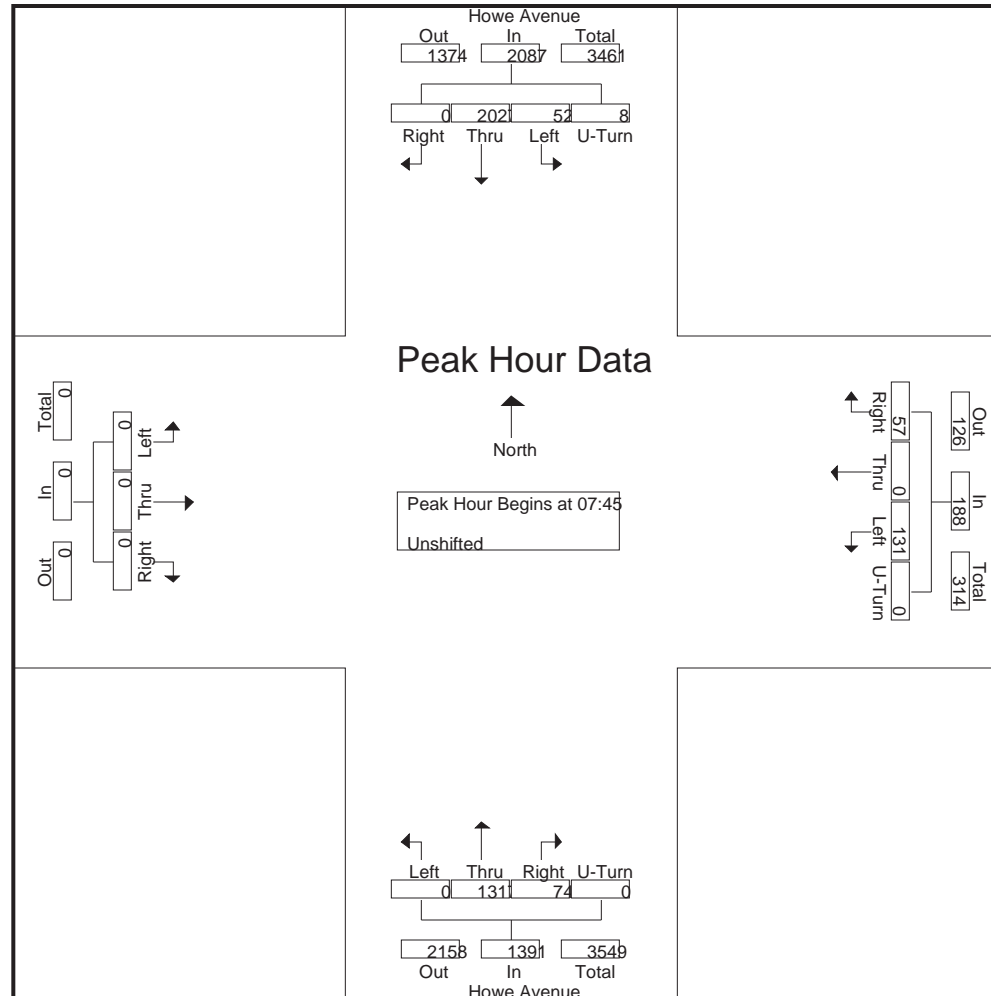 Howe Avenue
Out In Total
1374 2087 3461
0 2027 52 8
Right Thru Left U-Turn
Peak Hour Data
North
Peak Hour Begins at 07:45
Unshifted
Total In Out
0 0 0
0 0 0
Left Thru Right
Right Thru Left U-Turn
57 0 131 0
Out In Total
126 188 314
Left Thru Right U-Turn
0 1317 74 0
2158 1391 3549
Out In Total
Howe Avenue